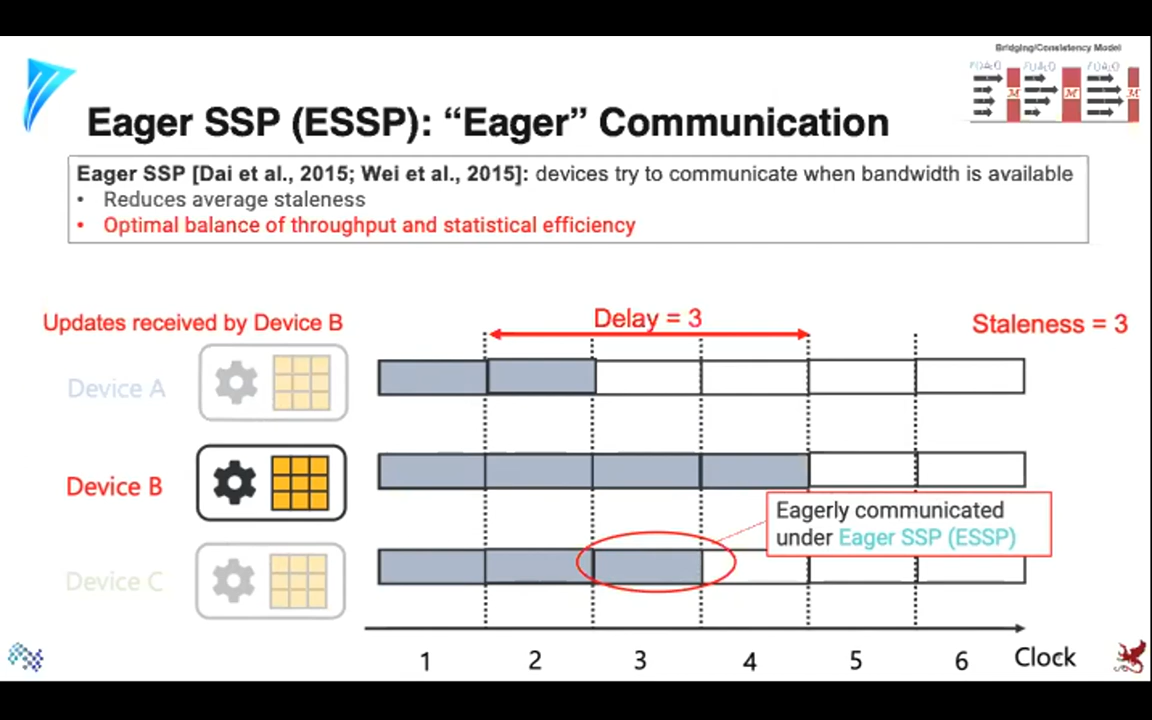 Bridging/Consistency Model
Eager SSP (ESSP): “Eager” Communication
Eager SSP [Dai et al., 2015; Wei et al., 2015]: devices try to communicate when bandwidth is available
• Reduces average staleness
• Optimal balance of throughput and statistical efficiency
Updates received by Device B
Delay = 3
Staleness = 3
Device A
Device B
Eagerly communicated
under Eager SSP (ESSP)
Device C
1 2 3 4 5 6 Clock